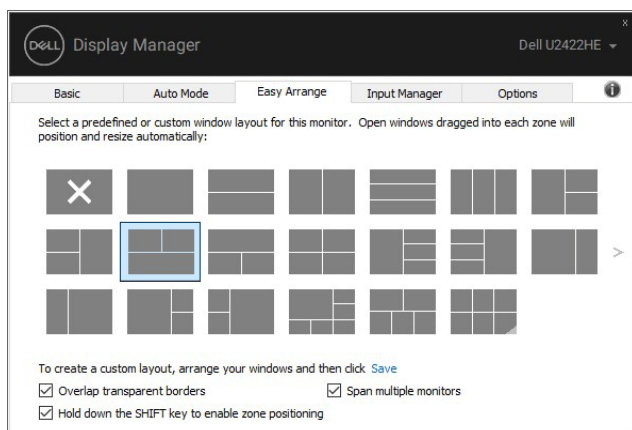 x
DELL Display Manager Dell U2422HE
Basic Auto Mode Easy Arrange Input Manager Options i
Select a predefined or custom window layout for this monitor. Open windows dragged into each zone will
position and resize automatically:
>
To create a custom layout, arrange your windows and then click Save
Overlap transparent borders Span multiple monitors
Hold down the SHIFT key to enable zone positioning